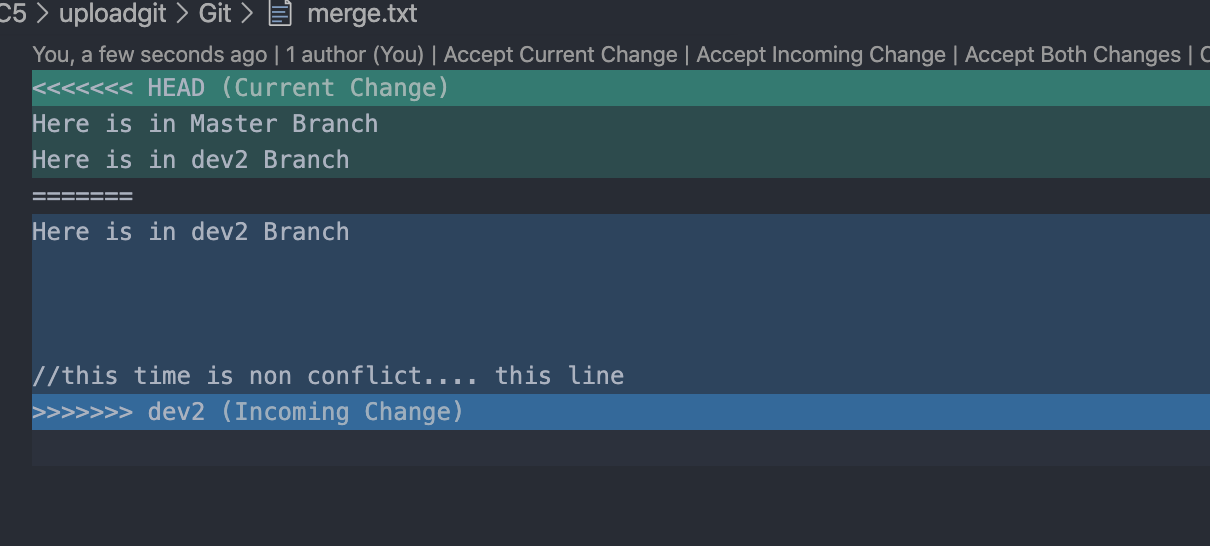 C5 > uploadgit > Git > merge.txt
You, a few seconds ago | 1 author (You) | Accept Current Change | Accept Incoming Change | Accept Both Changes |
<<<<<<< HEAD (Current Change)
Here is in Master Branch
Here is in dev2 Branch
=======
Here is in dev2 Branch
//this time is non conflict.... this line
>>>>>>> dev2 (Incoming Change)